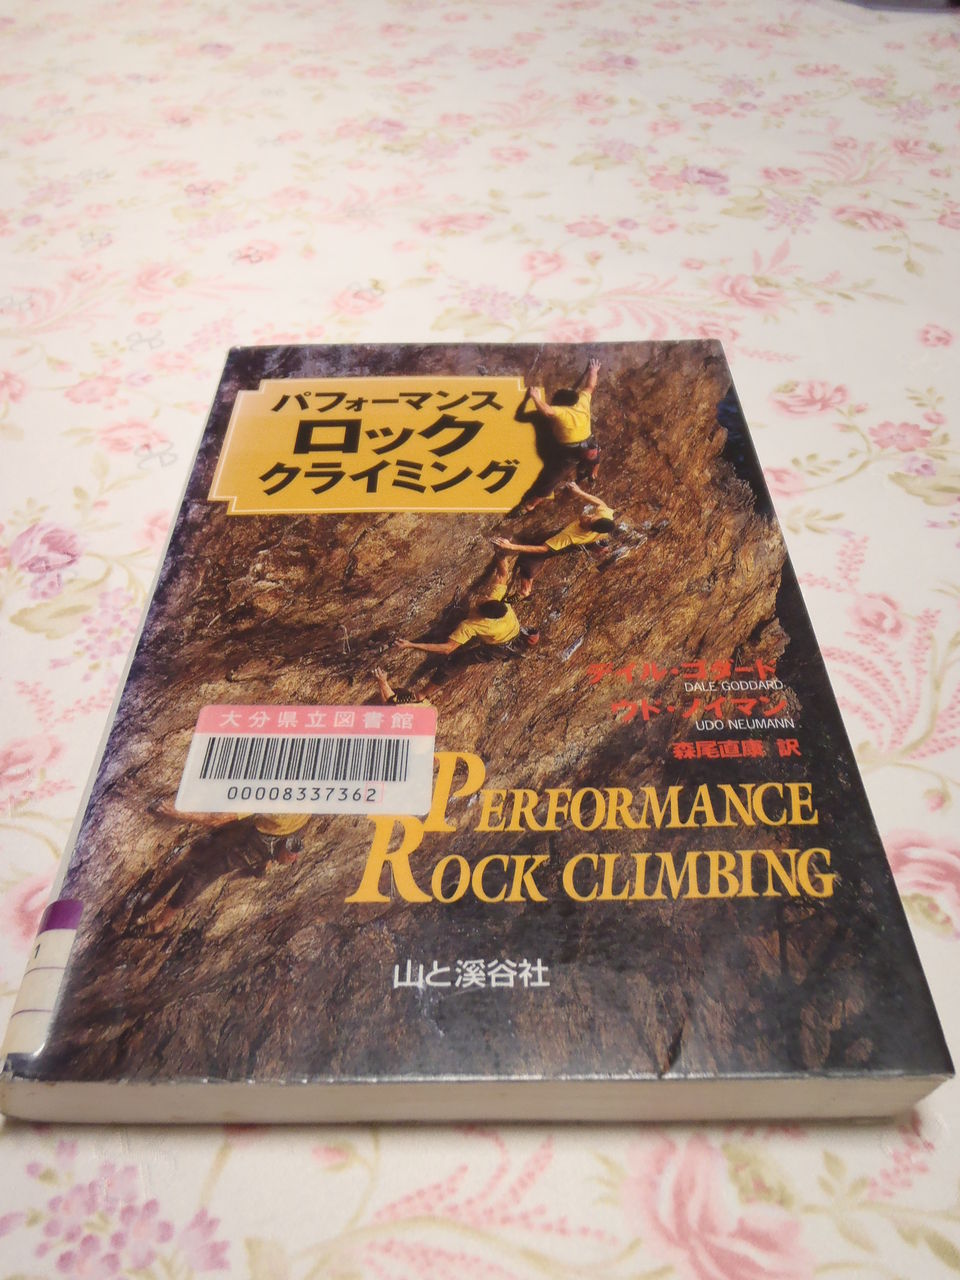 パフォーマンス
ロック
クライミング
デイル・ゴダード
DALE GODDARD
ウド・ノイマン
UDO NEUMANN
森尾直康 訳
大分県立図書館
00008337362
PERFORMANCE
ROCK CLIMBING
山と溪谷社
1